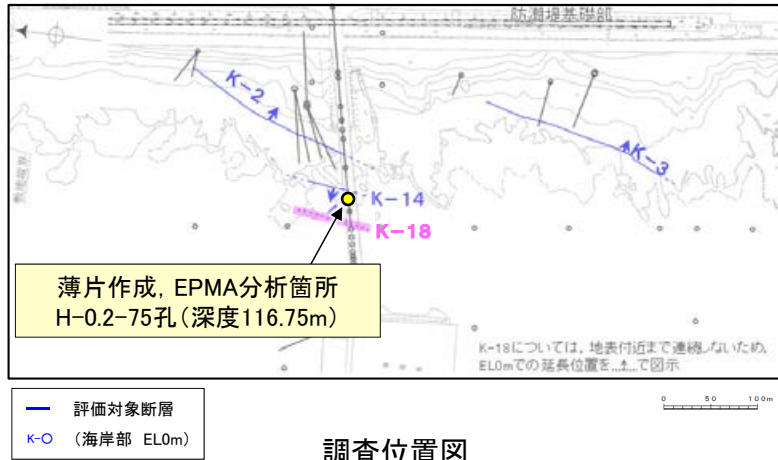 防潮堤基礎部
K-2
K-3
K-14
K-18
薄片作成, EPMA分析箇所
H-0.2-75孔(深度116.75m)
K-18については, 地表付近まで連続しないため,
EL0mでの延長位置を で図示
0 50 100m
評価対象断層
K-○ (海岸部 EL0m)
調査位置図